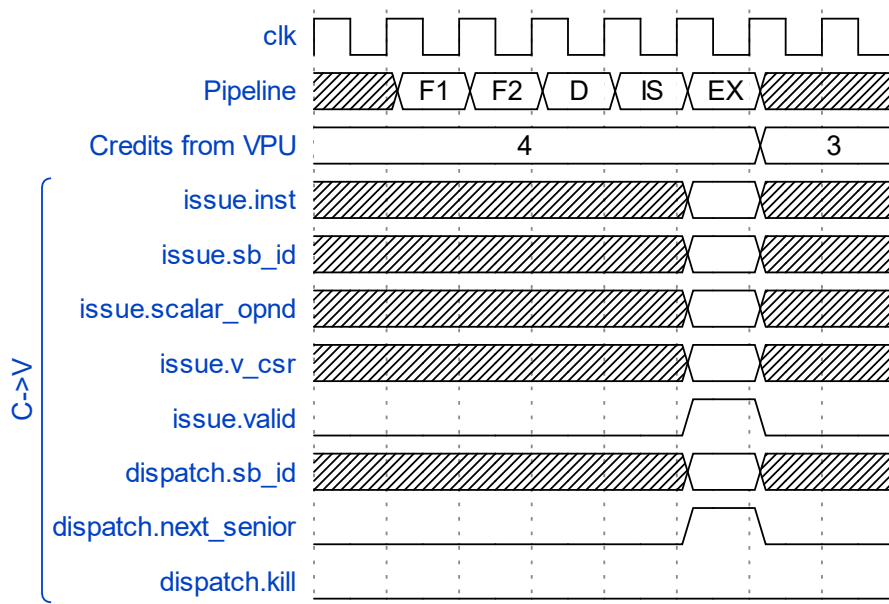 clk
Pipeline F1 F2 D IS EX
Credits from VPU 4 3
issue.inst
issue.sb_id
issue.scalar_opnd
issue.v_csr
C->V
issue.valid
dispatch.sb_id
dispatch.next_senior
dispatch.kill